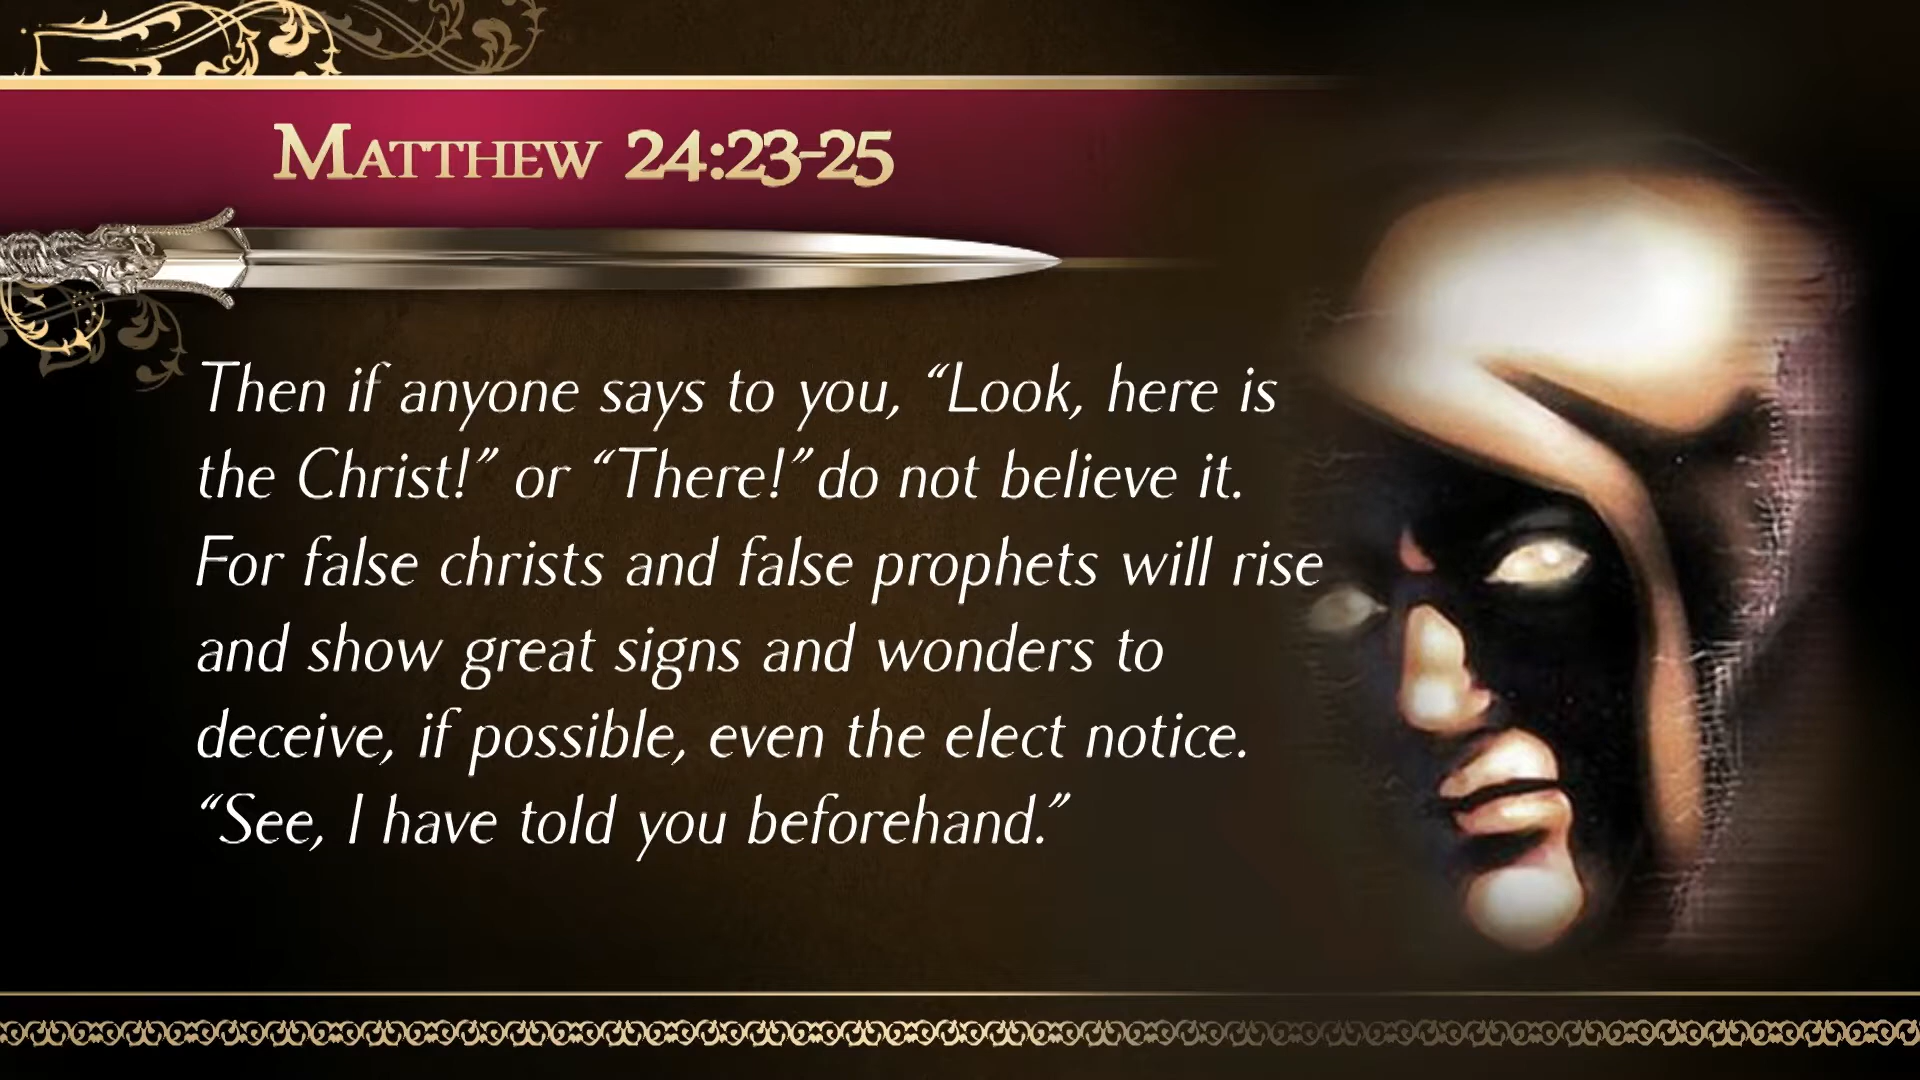 MATTHEW 24:23-25
Then if anyone says to you, “Look, here is
the Christ!” or “There!” do not believe it.
For false christs and false prophets will rise
and show great signs and wonders to
deceive, if possible, even the elect notice.
“See, I have told you beforehand.”